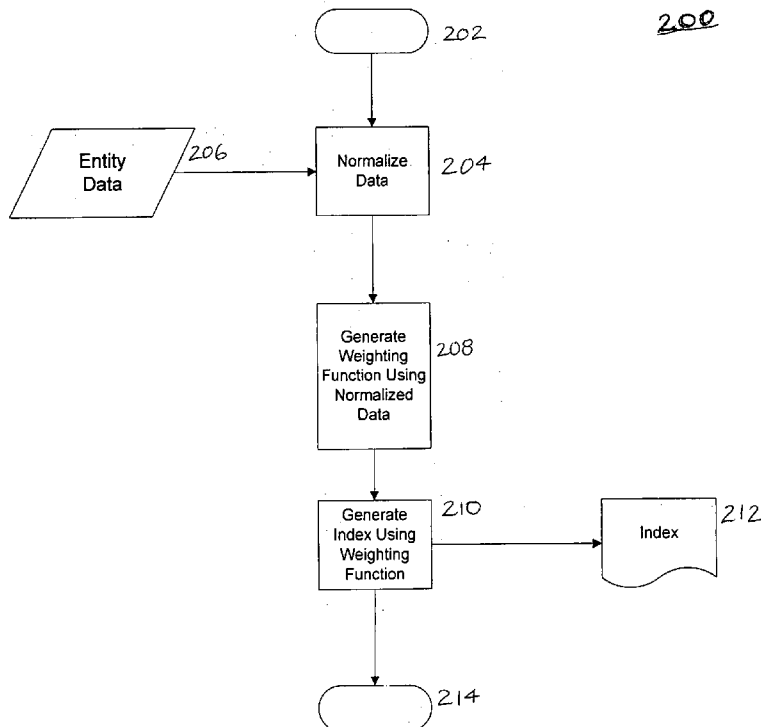 200
202
Entity
Data
206
Normalize
Data
204
Generate
Weighting
Function Using
Normalized
Data
208
Generate
Index Using
Weighting
Function
210
Index
212
214